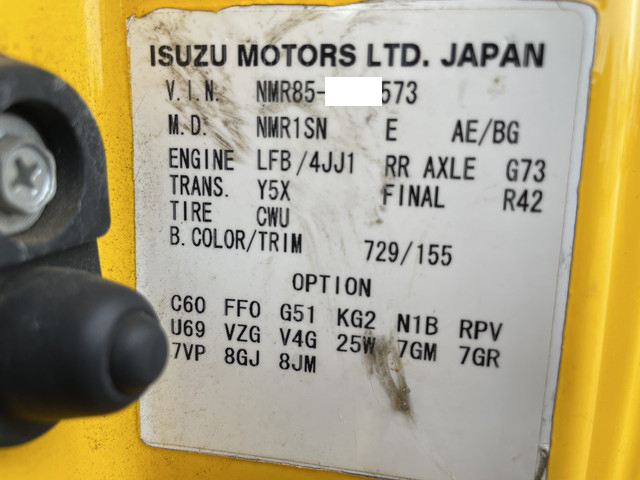 ISUZU MOTORS LTD. JAPAN
V.I.N. NMR85- 573
M.D. NMR1SN E AE/BG
ENGINE LFB/4JJ1 RR AXLE G73
TRANS. Y5X FINAL R42
TIRE CWU
B.COLOR/TRIM 729/155
OPTION
C60 FF0 G51 KG2 N1B RPV
U69 VZG V4G 25W 7GM 7GR
7VP 8GJ 8JM